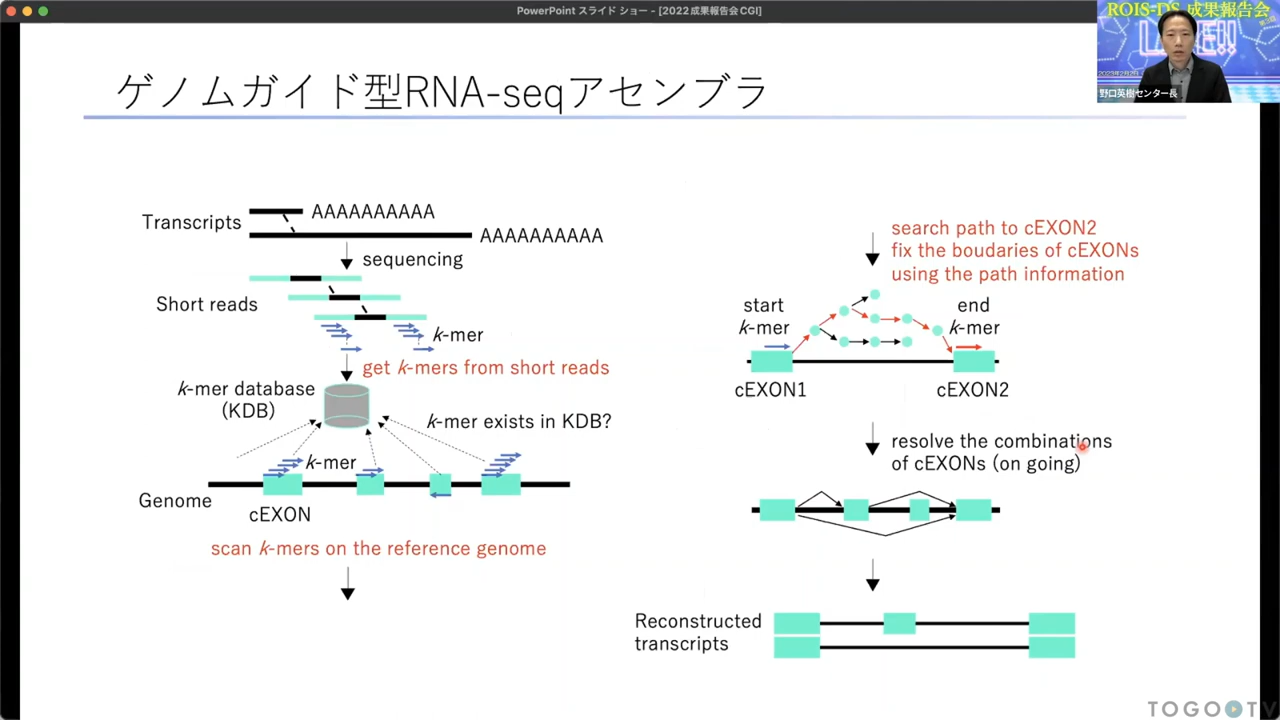 PowerPoint スライド ショー - [2022成果報告会CGI]
ROIS-DS 成果報告会
LIVE!!
野口英樹センター長
ゲノムガイド型RNA-seqアセンブラ
Transcripts
AAAAAAAAAA
AAAAAAAAAA
sequencing
Short reads
k-mer
get k-mers from short reads
k-mer database
(KDB)
k-mer exists in KDB?
k-mer
Genome
cEXON
scan k-mers on the reference genome
search path to cEXON2
fix the boudaries of cEXONs
using the path information
start
k-mer
end
k-mer
cEXON1
cEXON2
resolve the combinations
of cEXONs (on going)
Reconstructed
transcripts
TOGO TV